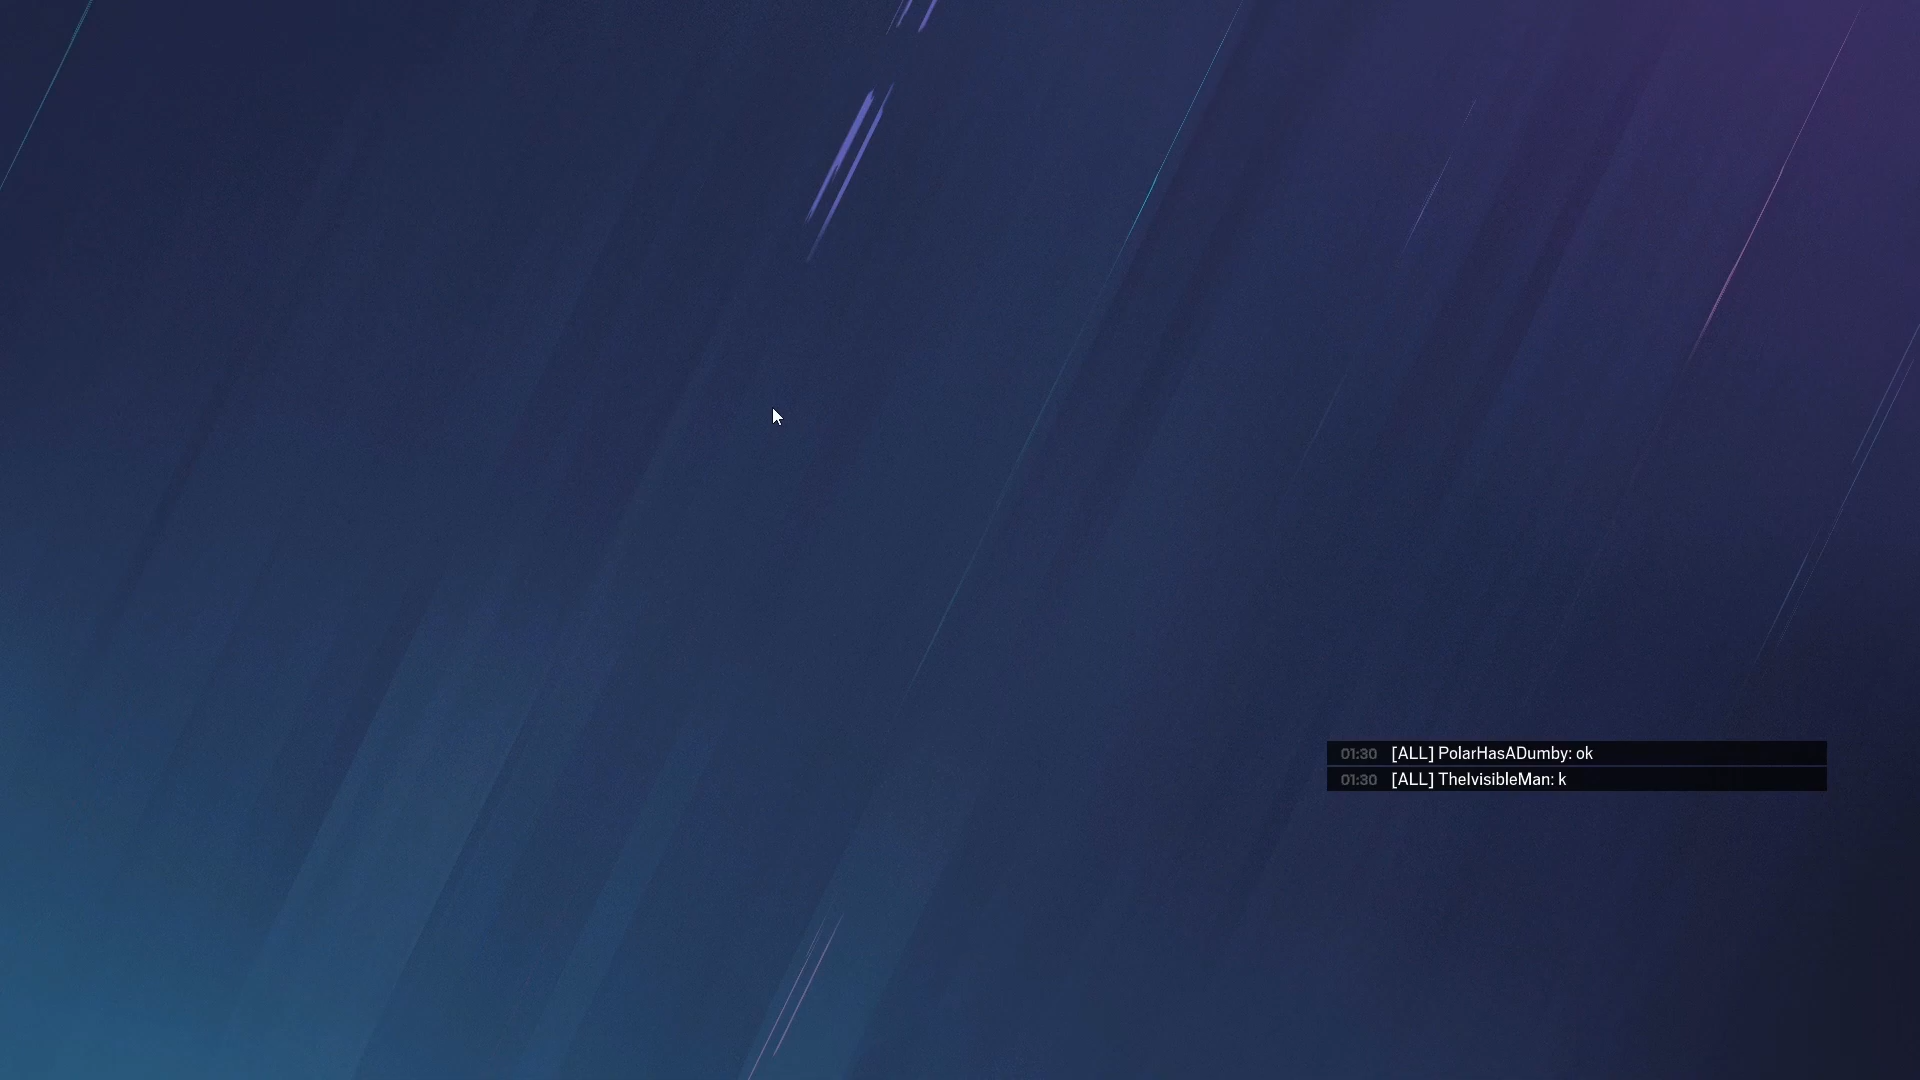 01:30 [ALL] PolarHasADumby: ok
01:30 [ALL] TheIvisibleMan: k